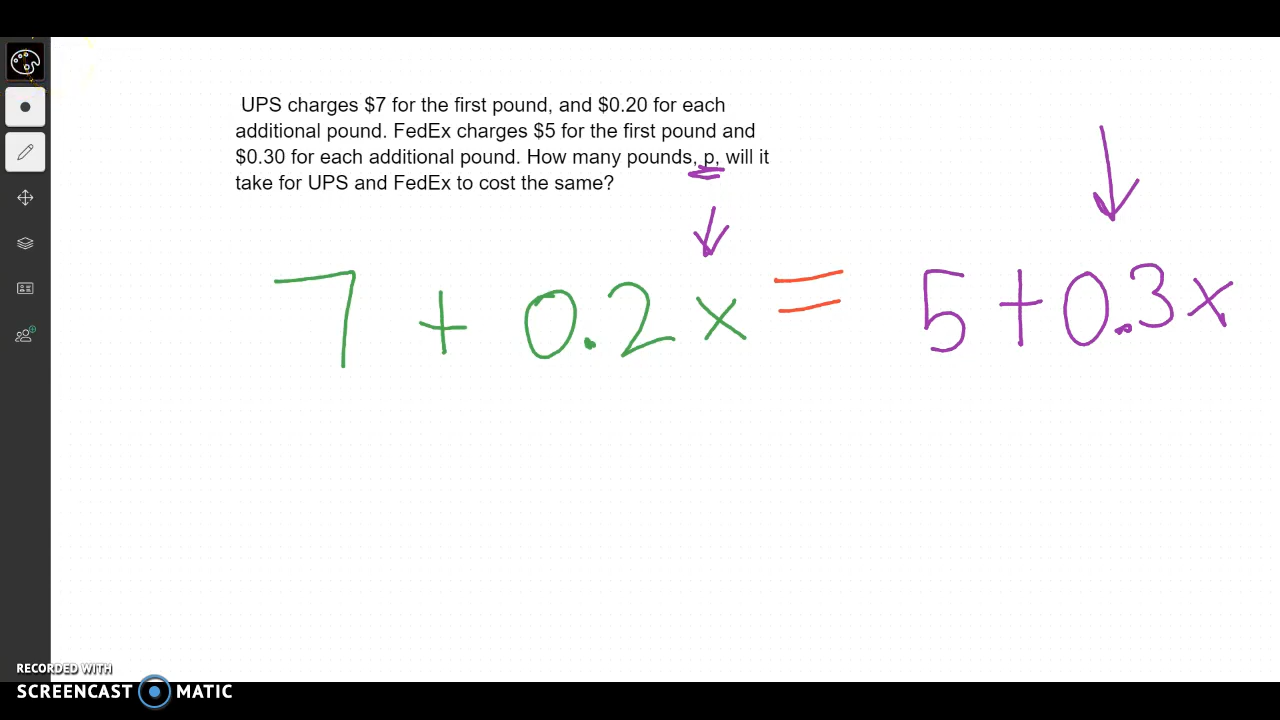 UPS charges $7 for the first pound, and $0.20 for each
additional pound. FedEx charges $5 for the first pound and
$0.30 for each additional pound. How many pounds, p, will it
take for UPS and FedEx to cost the same?
7 + 0.2x = 5 + 0.3x
RECORDED WITH
SCREENCAST MATIC